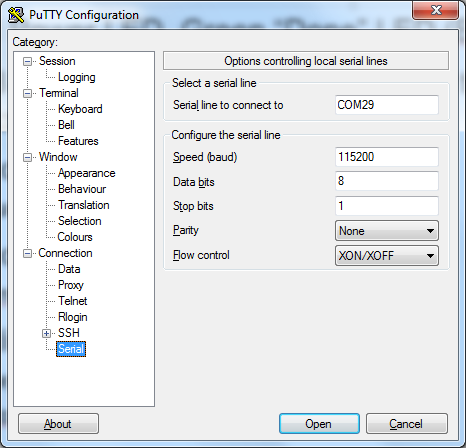 PuTTY Configuration
Category:
Session
Logging
Terminal
Keyboard
Bell
Features
Window
Appearance
Behaviour
Translation
Selection
Colours
Connection
Data
Proxy
Telnet
Rlogin
SSH
Serial
Options controlling local serial lines
Select a serial line
Serial line to connect to COM29
Configure the serial line
Speed (baud) 115200
Data bits 8
Stop bits 1
Parity None
Flow control XON/XOFF
About Open Cancel